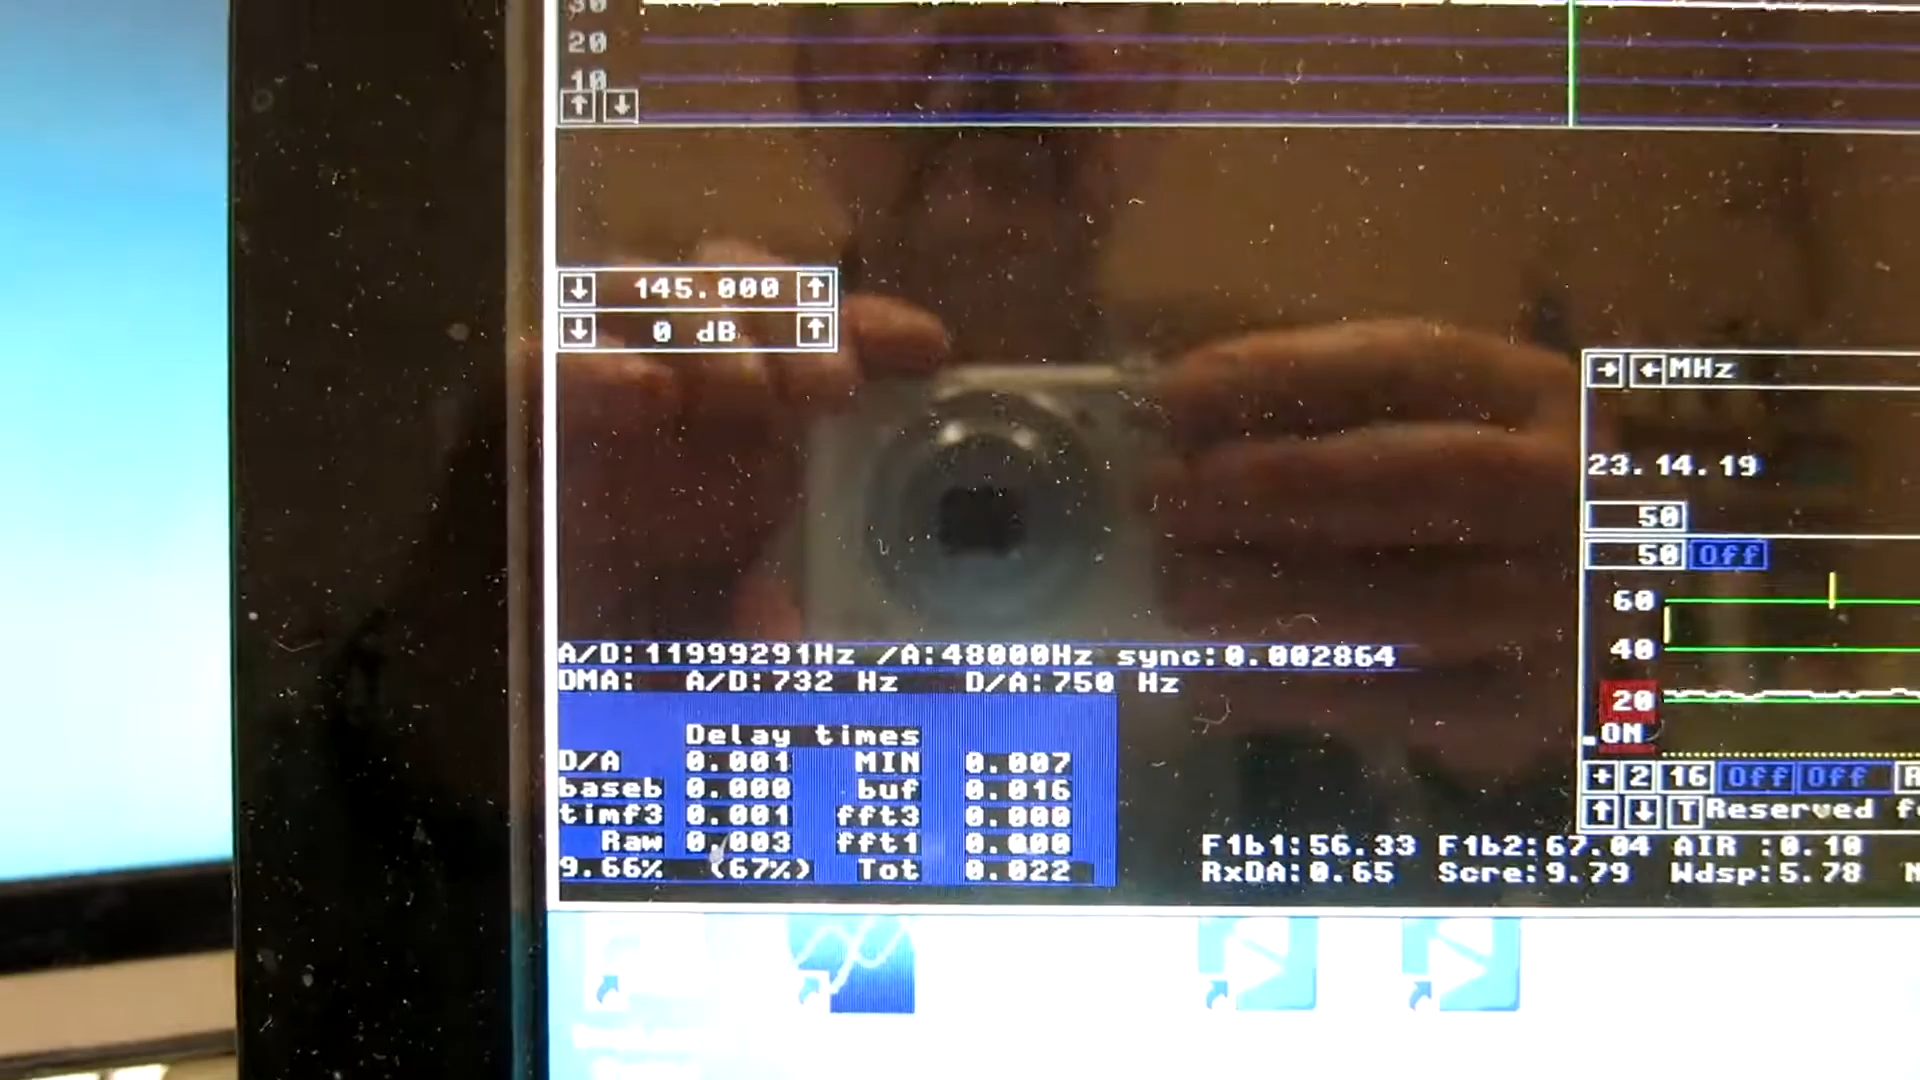 30
20
10
↑ ↓
↓ 145.000 ↑
↓ 0 dB ↑
→ ←MHz
23.14.19
50
50 Off
60
40
20
ON
+ 2 16 Off Off
↑ ↓ T Reserved
A/D:11999291Hz /A:48000Hz sync:0.002864
DMA: A/D:732 Hz D/A:750 Hz
Delay times
D/A 0.001 MIN 0.007
baseb 0.000 buf 0.016
timf3 0.001 fft3 0.000
Raw 0.003 fft1 0.000
9.66% (67%) Tot 0.022
F1b1:56.33 F1b2:67.04 AIR :0.10
RxDA:0.65 Scre:9.79 Wdsp:5.78